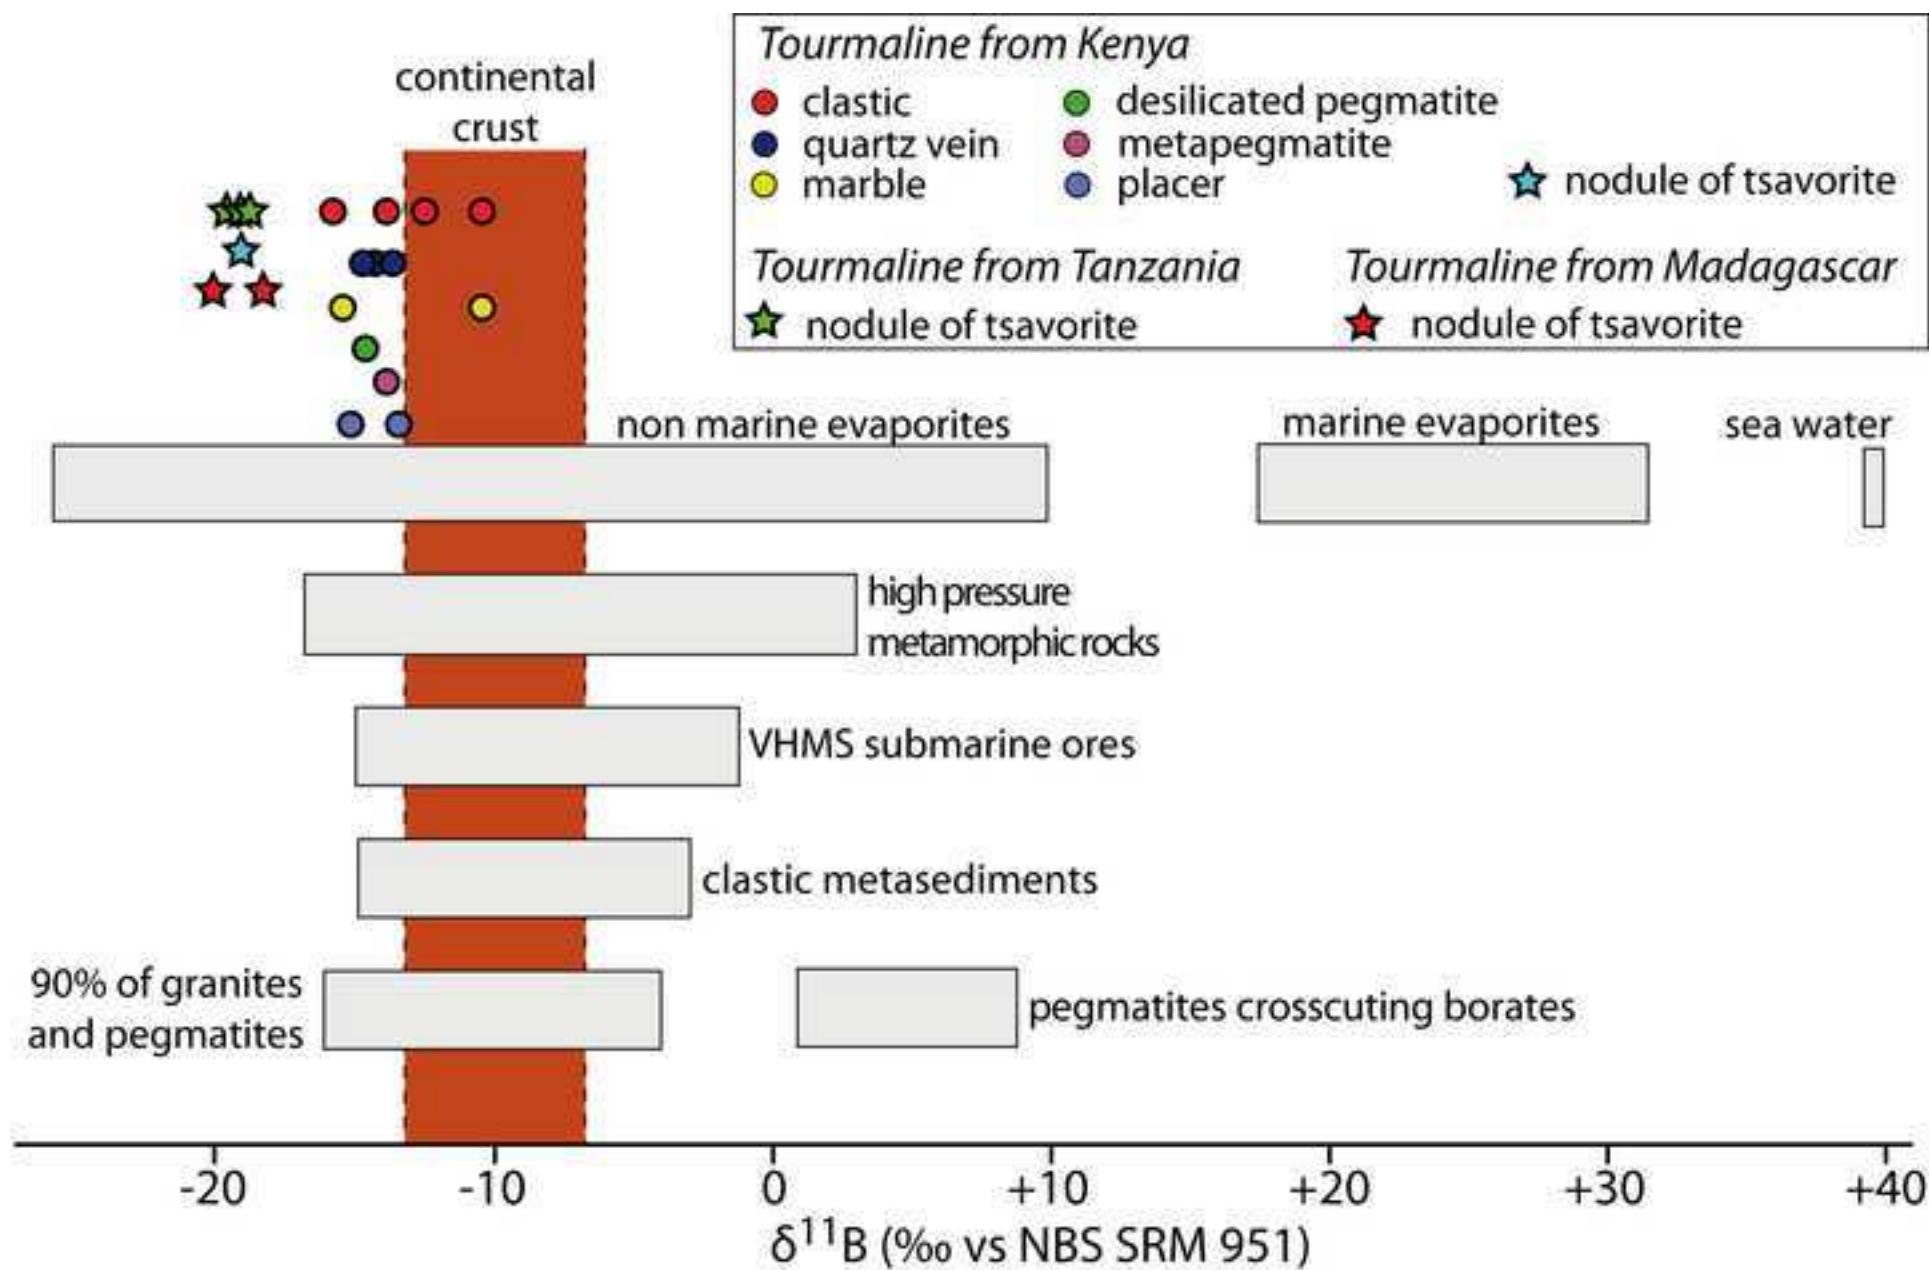 Tourmaline from Kenya
clastic
desilicated pegmatite
quartz vein
metapegmatite
marble
placer
nodule of tsavorite
Tourmaline from Tanzania
Tourmaline from Madagascar
nodule of tsavorite
nodule of tsavorite
continental
crust
non marine evaporites
marine evaporites
sea water
high pressure
metamorphic rocks
VHMS submarine ores
clastic metasediments
90% of granites
and pegmatites
pegmatites crosscuting borates
-20 -10 0 +10 +20 +30 +40
δ¹¹B (‰ vs NBS SRM 951)